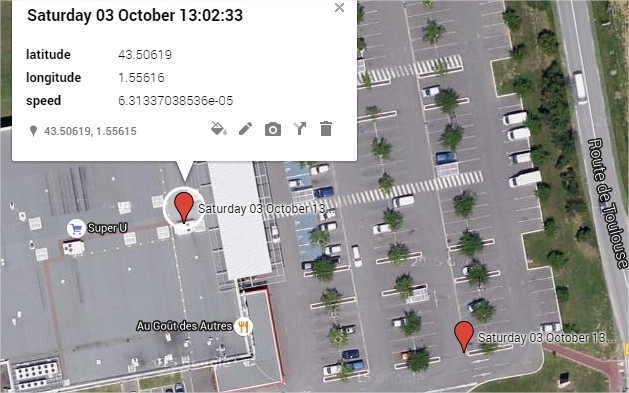 Saturday 03 October 13:02:33
latitude 43.50619
longitude 1.55616
speed 6.31337038536e-05
43.50619, 1.55615
Saturday 03 October 13...
Super U
Route de Toulouse
Au Goût des Autres
Saturday 03 October 13...